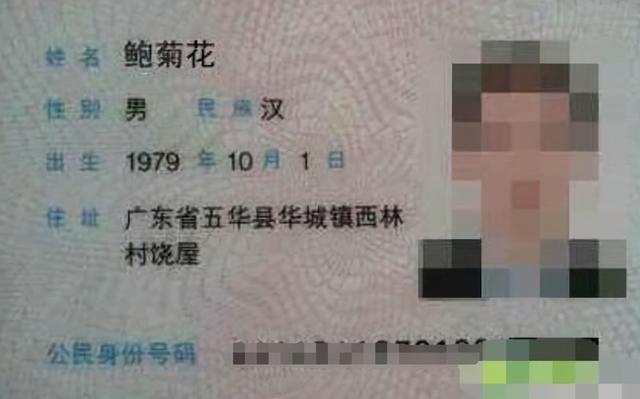 姓名 鲍菊花
性别 男 民族 汉
出生 1979 年 10 月 1 日
住址 广东省五华县华城镇西林
村饶屋
公民身份号码